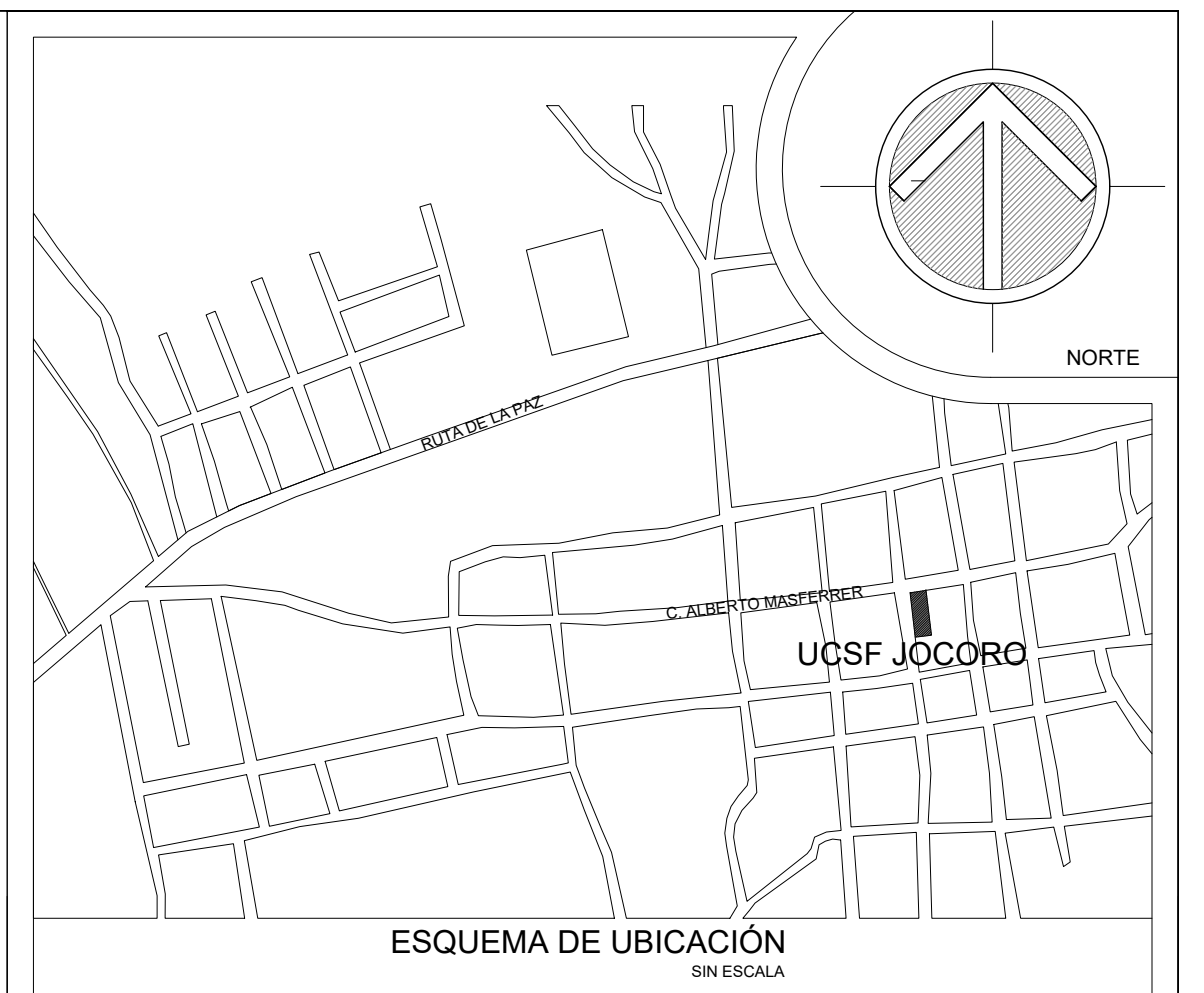 NORTE
RUTA DE LA PAZ
C. ALBERTO MASFERRER
UCSF JOCORO
ESQUEMA DE UBICACIÓN
SIN ESCALA